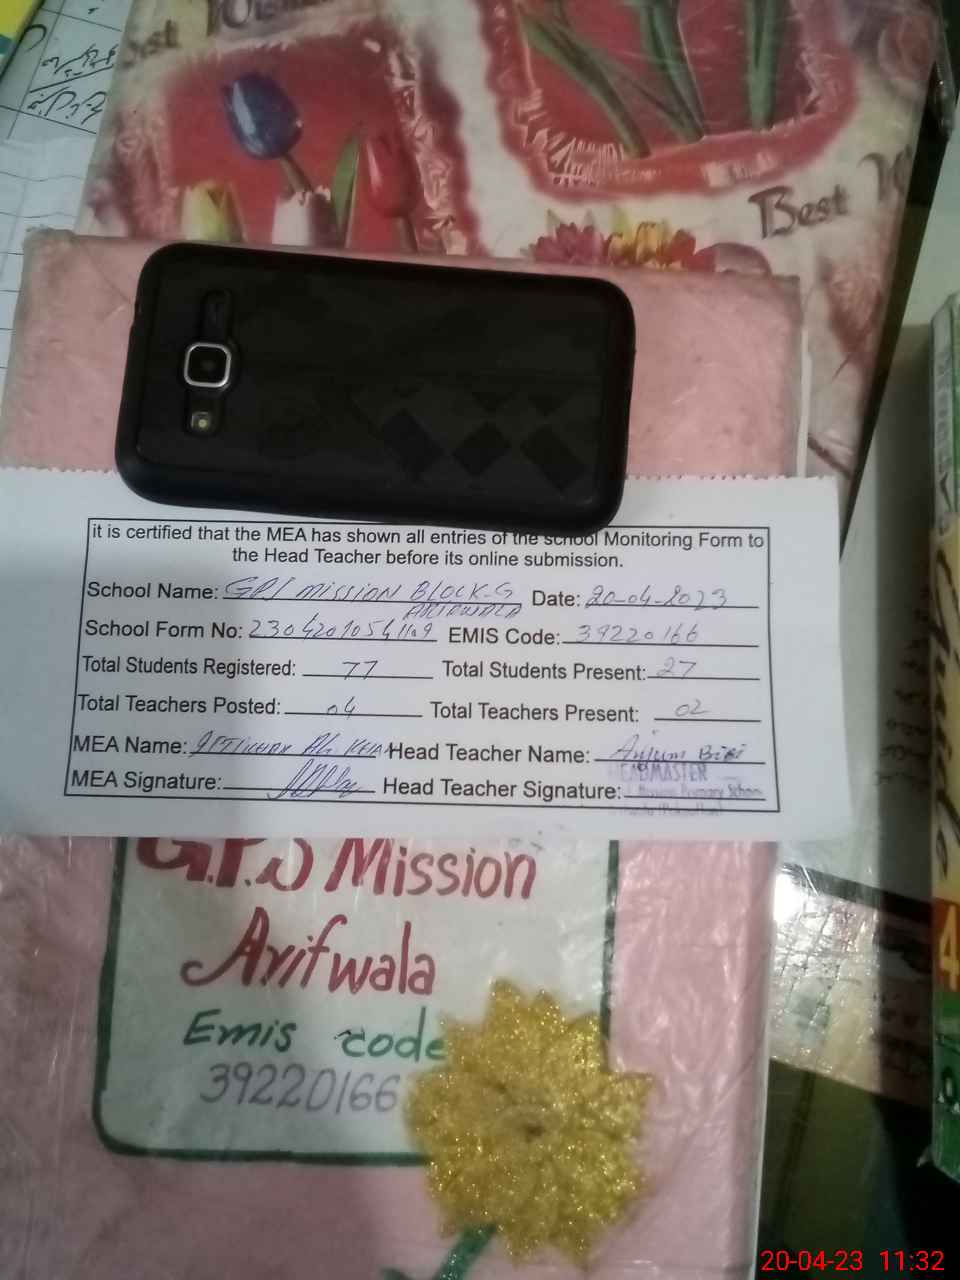 Best
Best
it is certified that the MEA has shown all entries of the school Monitoring Form to
the Head Teacher before its online submission.
School Name: GPS MISSION BLOCK-G Date: 20-04-2023
ARIFWALA
School Form No: EMIS Code: 39220166
Total Students Registered: 77 Total Students Present: 27
Total Teachers Posted: 04 Total Teachers Present: 02
MEA Name: Head Teacher Name: Anjum Bibi
HEADMASTER
MEA Signature: Head Teacher Signature:
Mission Primary School
G.P.S Mission
Arifwala
Emis code
39220166
4
20-04-23 11:32